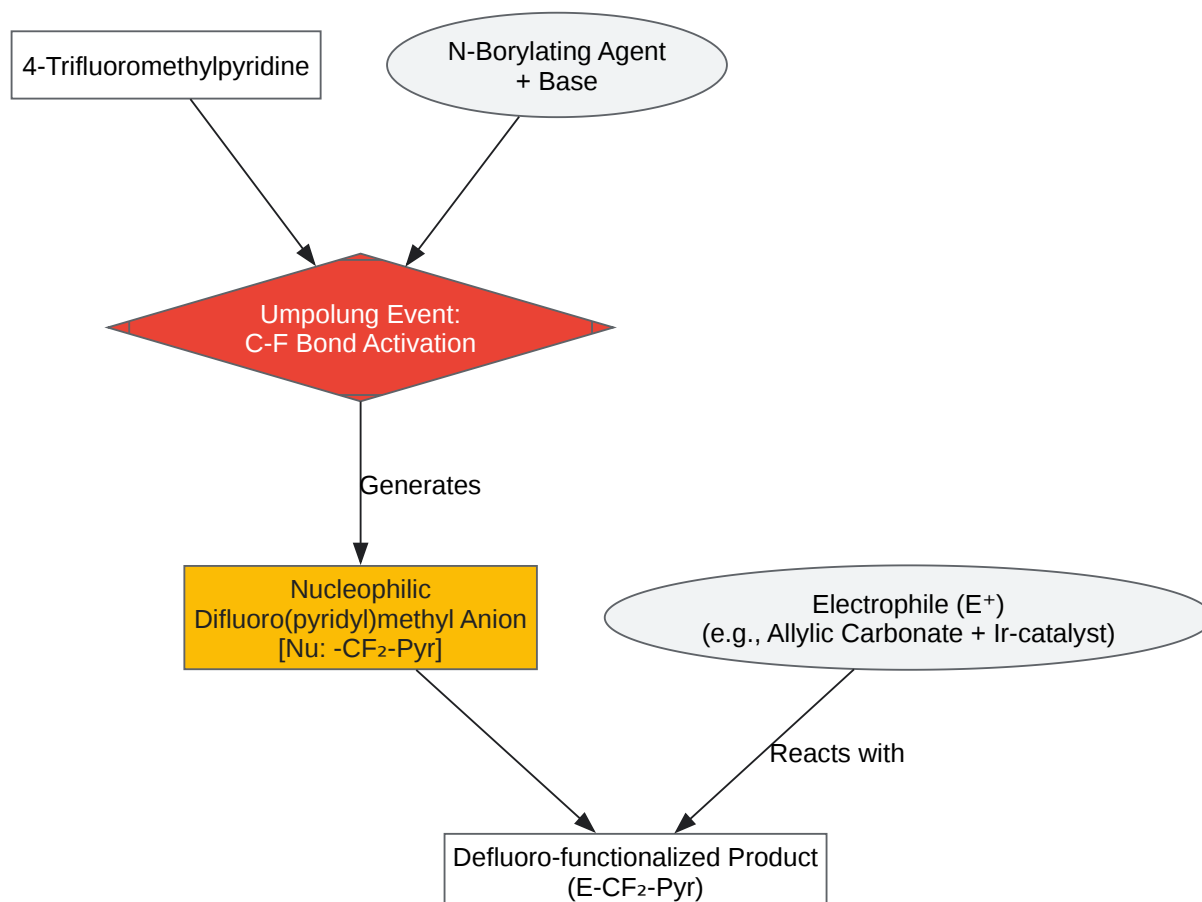 4-Trifluoromethylpyridine
N-Borylating Agent
+ Base
Umpolung Event:
C-F Bond Activation
Generates
Nucleophilic
Difluoro(pyridyl)methyl Anion
[Nu: -CF₂-Pyr]
Electrophile (E⁺)
(e.g., Allylic Carbonate + Ir-catalyst)
Reacts with
Defluoro-functionalized Product
(E-CF₂-Pyr)